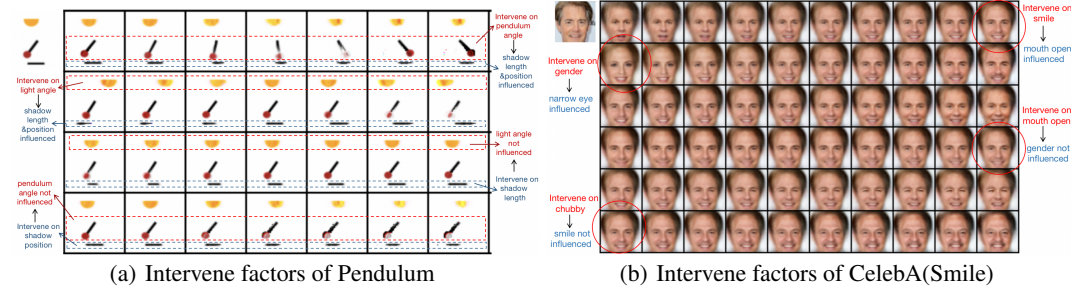 Intervene on
pendulum
angle
shadow
length
&position
influenced
Intervene on
light angle
shadow
length
&position
influenced
light angle
not
influenced
Intervene on
shadow
length
pendulum
angle not
influenced
Intervene on
shadow
position
(a) Intervene factors of Pendulum
Intervene on
smile
mouth open
influenced
Intervene on
gender
narrow eye
influenced
Intervene on
mouth open
gender not
influenced
Intervene on
chubby
smile not
influenced
(b) Intervene factors of CelebA(Smile)